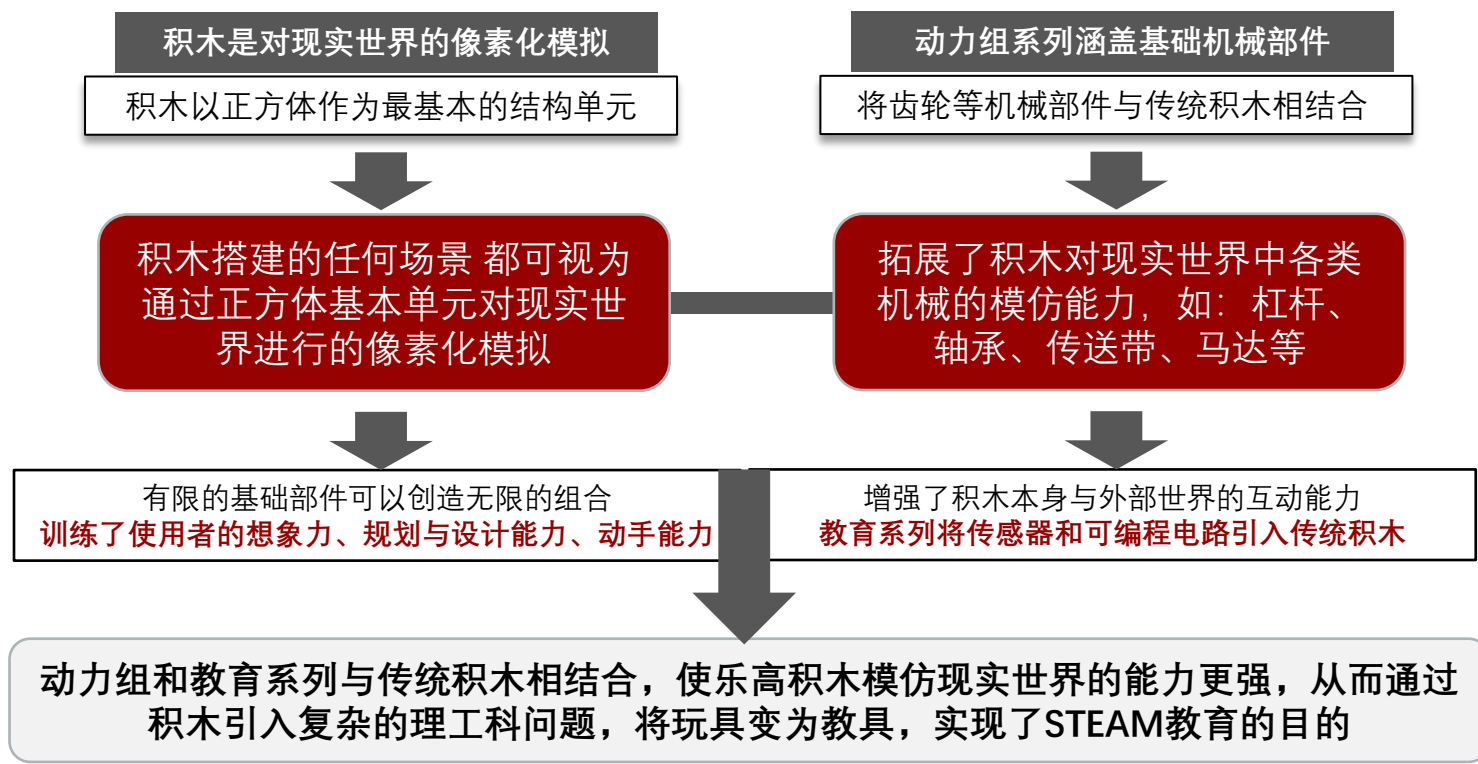 积木是对现实世界的像素化模拟
积木以正方体作为最基本的结构单元
积木搭建的任何场景 都可视为
通过正方体基本单元对现实世
界进行的像素化模拟
有限的基础部件可以创造无限的组合
训练了使用者的想象力、规划与设计能力、动手能力
动力组系列涵盖基础机械部件
将齿轮等机械部件与传统积木相结合
拓展了积木对现实世界中各类
机械的模仿能力，如：杠杆、
轴承、传送带、马达等
增强了积木本身与外部世界的互动能力
教育系列将传感器和可编程电路引入传统积木
动力组和教育系列与传统积木相结合，使乐高积木模仿现实世界的能力更强，从而通过
积木引入复杂的理工科问题，将玩具变为教具，实现了STEAM教育的目的